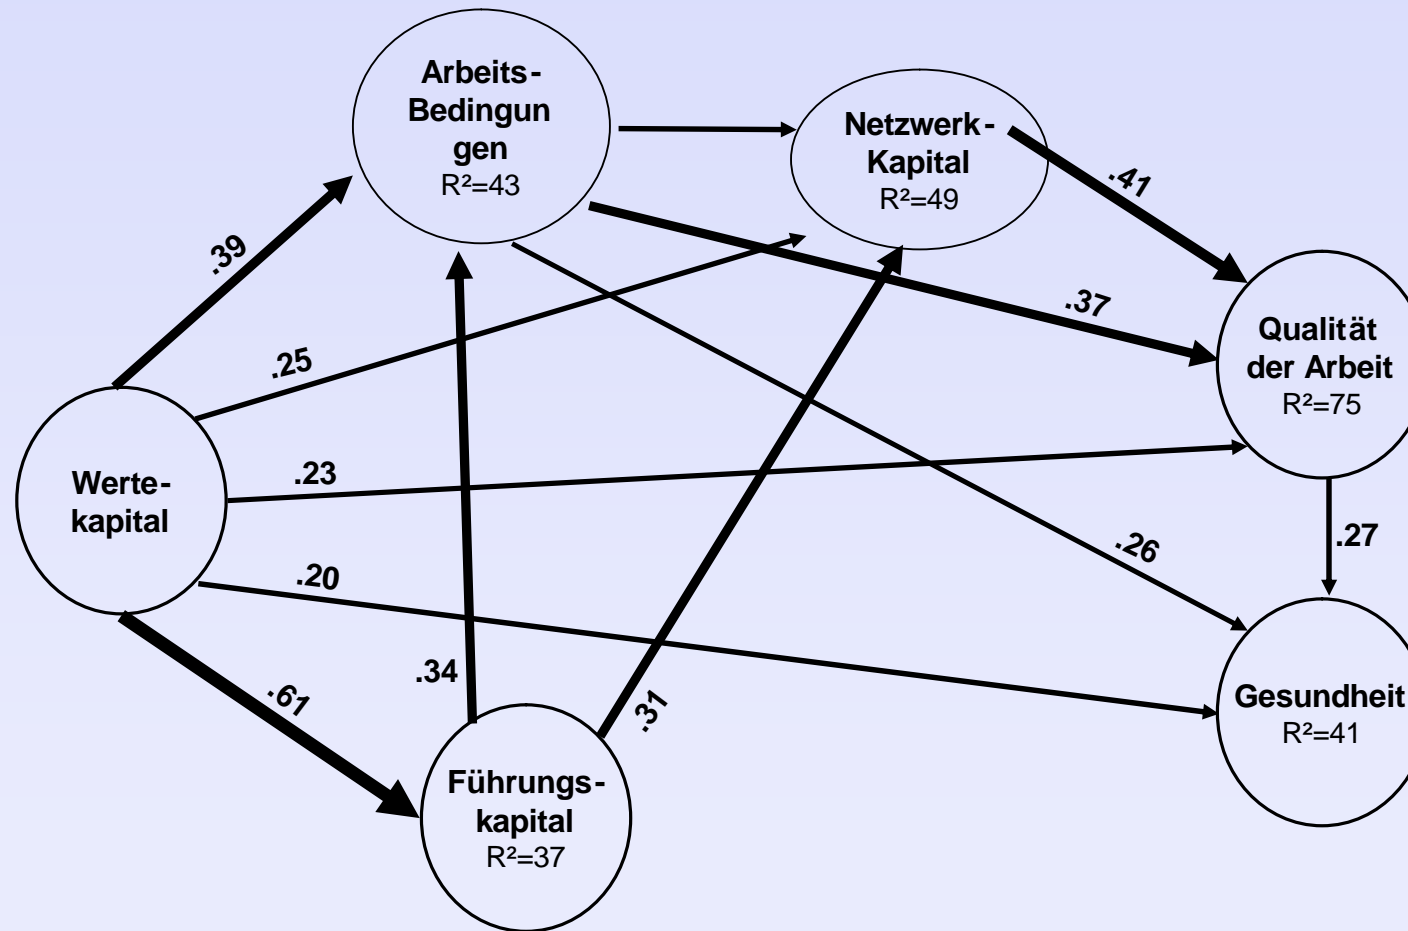 Arbeits-
Bedingun
gen
R²=43
Netzwerk-
Kapital
R²=49
.41
.39
.37
.25
Qualität
der Arbeit
R²=75
Werte-
kapital
.23
.26
.27
.20
.34
.61
.31
Gesundheit
R²=41
Führungs-
kapital
R²=37